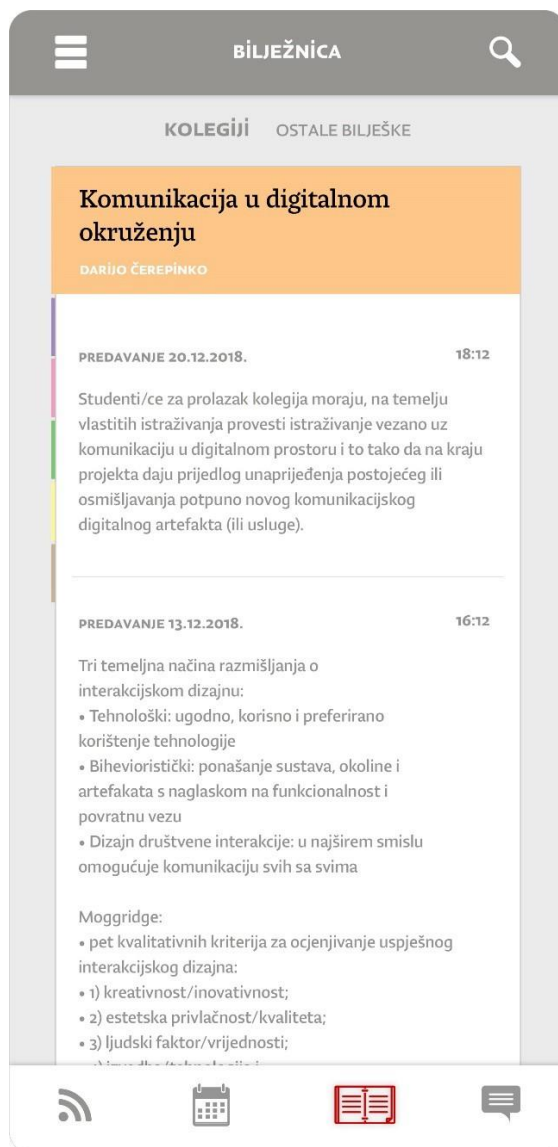 BILJEŽNICA
KOLEGIJI OSTALE BILJEŠKE
Komunikacija u digitalnom
okruženju
DARIJO ČEREPINKO
PREDAVANJE 20.12.2018. 18:12
Studenti/ce za prolazak kolegija moraju, na temelju
vlastitih istraživanja provesti istraživanje vezano uz
komunikaciju u digitalnom prostoru i to tako da na kraju
projekta daju prijedlog unaprijeđenja postojećeg ili
osmišljavanja potpuno novog komunikacijskog
digitalnog artefakta (ili usluge).
PREDAVANJE 13.12.2018. 16:12
Tri temeljna načina razmišljanja o
interakcijskom dizajnu:
• Tehnološki: ugodno, korisno i preferirano
korištenje tehnologije
• Bihevioristički: ponašanje sustava, okoline i
artefakata s naglaskom na funkcionalnost i
povratnu vezu
• Dizajn društvene interakcije: u najširem smislu
omogućuje komunikaciju svih sa svima
Moggridge:
• pet kvalitativnih kriterija za ocjenjivanje uspješnog
interakcijskog dizajna:
• 1) kreativnost/inovativnost;
• 2) estetska privlačnost/kvaliteta;
• 3) ljudski faktor/vrijednosti;